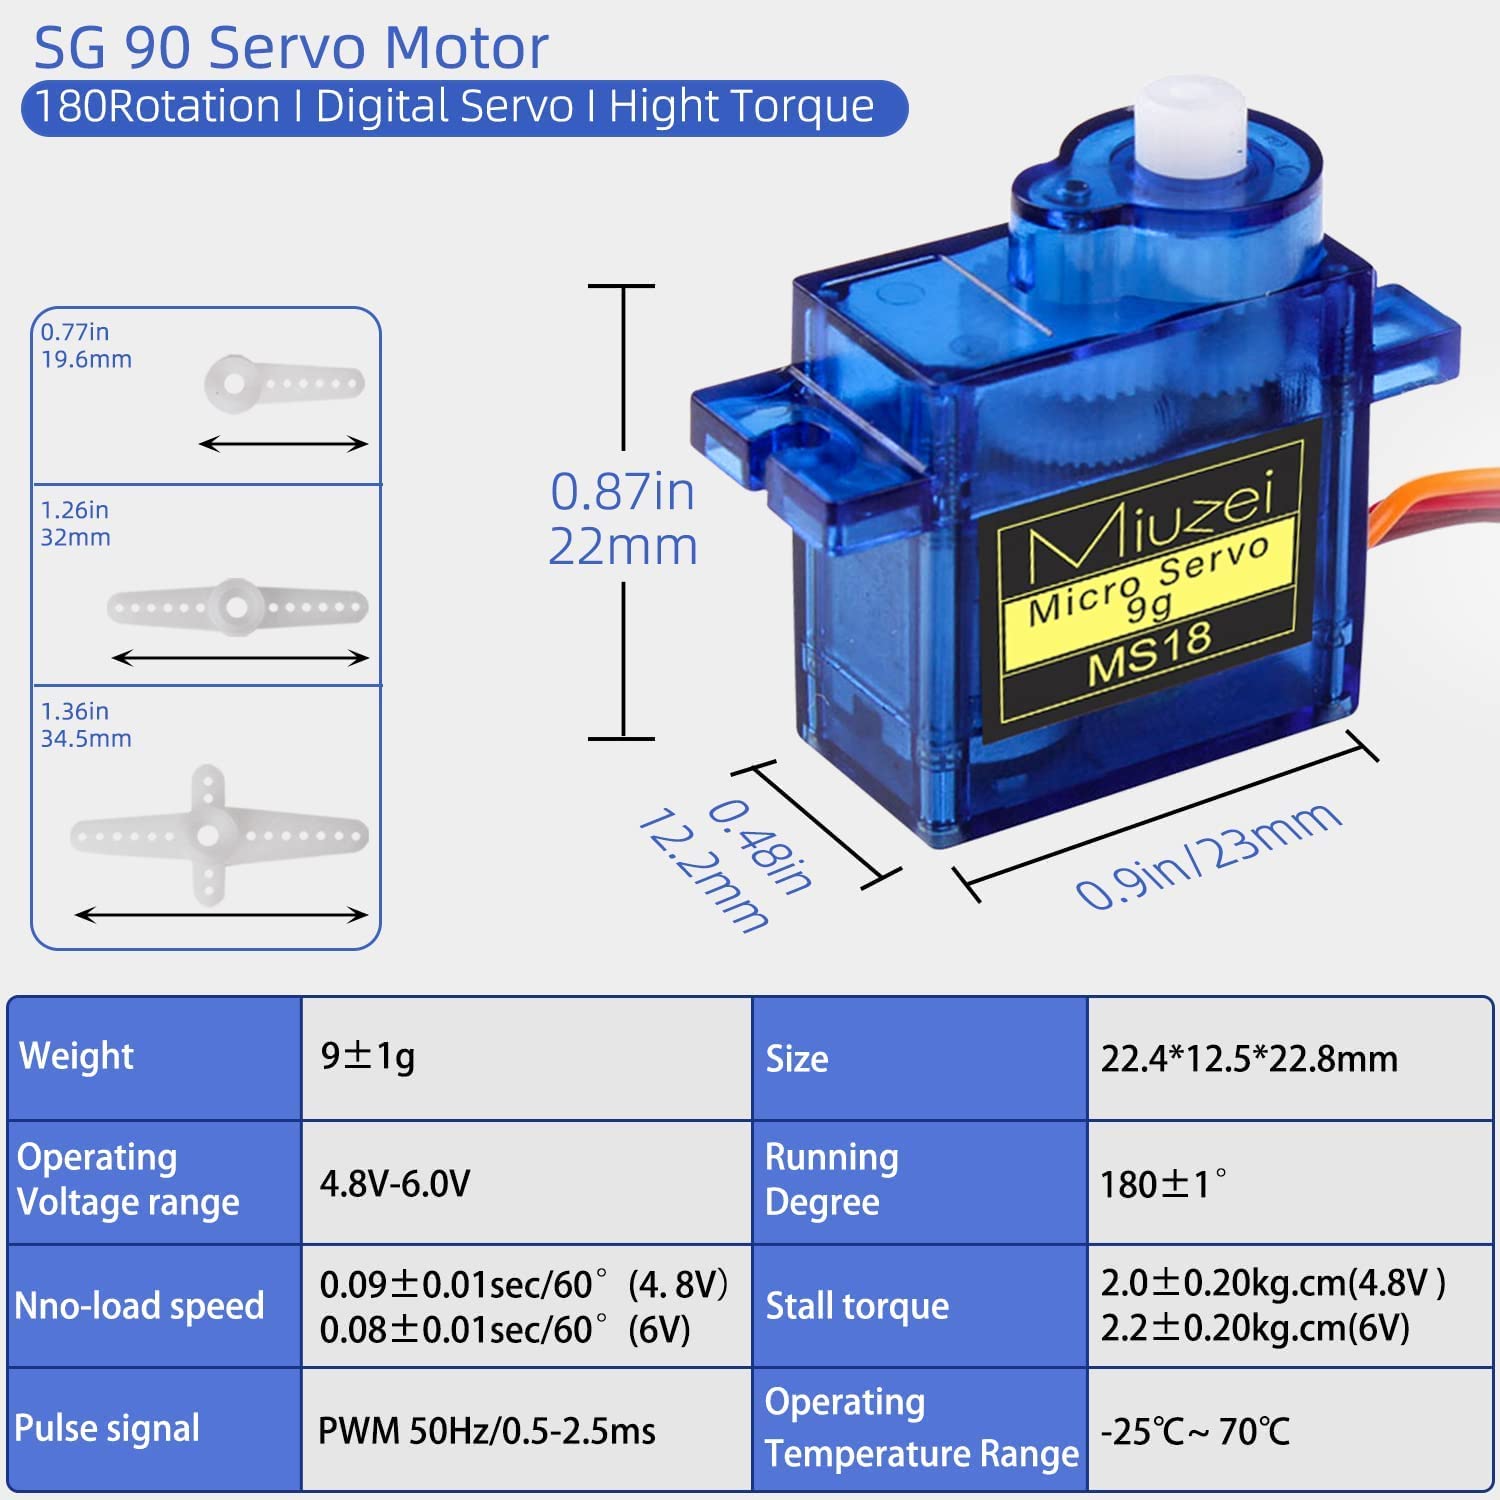 SG 90 Servo Motor
180Rotation I Digital Servo I Hight Torque
0.77in
19.6mm
1.26in
32mm
1.36in
34.5mm
0.87in
22mm
Miuzei
Micro Servo
9g
MS18
0.48in
12.2mm
0.9in/23mm
Weight
9±1g
Size
22.4*12.5*22.8mm
Operating
Voltage range
4.8V-6.0V
Running
Degree
180±1°
Nno-load speed
0.09±0.01sec/60° (4.8V)
0.08±0.01sec/60° (6V)
Stall torque
2.0±0.20kg.cm(4.8V )
2.2±0.20kg.cm(6V)
Pulse signal
PWM 50Hz/0.5-2.5ms
Operating
Temperature Range
-25℃~ 70℃